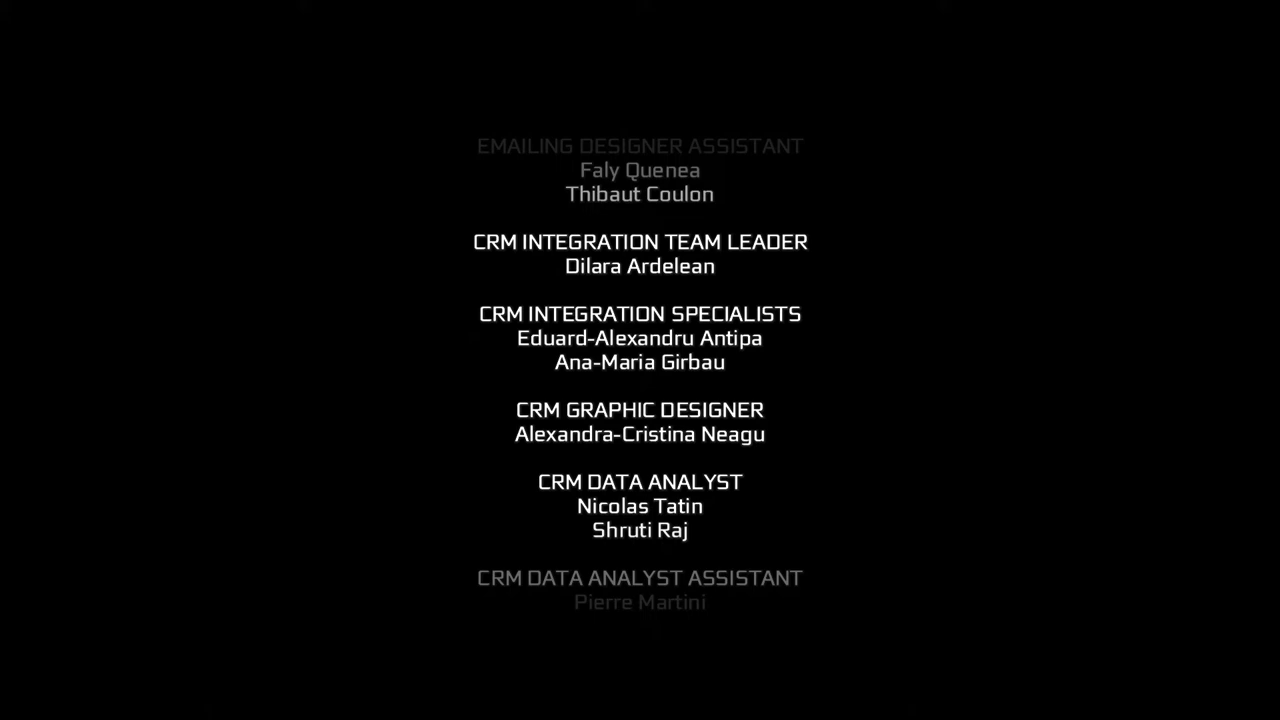 EMAILING DESIGNER ASSISTANT
Faly Quenea
Thibaut Coulon
CRM INTEGRATION TEAM LEADER
Dilara Ardelean
CRM INTEGRATION SPECIALISTS
Eduard-Alexandru Antipa
Ana-Maria Girbau
CRM GRAPHIC DESIGNER
Alexandra-Cristina Neagu
CRM DATA ANALYST
Nicolas Tatin
Shruti Raj
CRM DATA ANALYST ASSISTANT
Pierre Martini